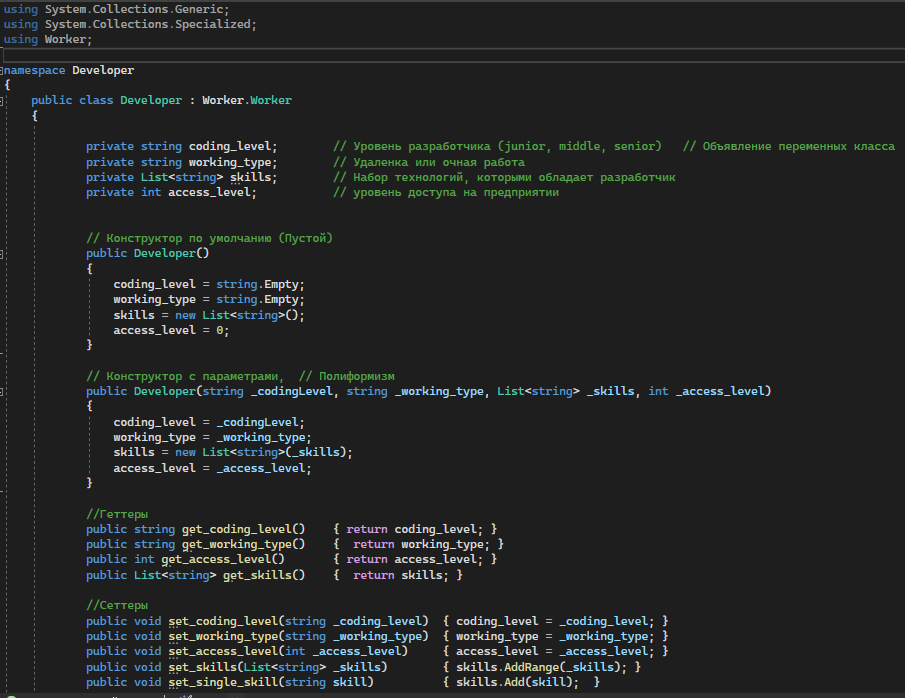 using System.Collections.Generic;
using System.Collections.Specialized;
using Worker;
namespace Developer
{
public class Developer : Worker.Worker
{
private string coding_level; // Уровень разработчика (junior, middle, senior) // Объявление переменных класса
private string working_type; // Удаленка или очная работа
private List<string> skills; // Набор технологий, которыми обладает разработчик
private int access_level; // уровень доступа на предприятии
// Конструктор по умолчанию (Пустой)
public Developer()
{
coding_level = string.Empty;
working_type = string.Empty;
skills = new List<string>();
access_level = 0;
}
// Конструктор с параметрами, // Полиформизм
public Developer(string _codingLevel, string _working_type, List<string> _skills, int _access_level)
{
coding_level = _codingLevel;
working_type = _working_type;
skills = new List<string>(_skills);
access_level = _access_level;
}
//Геттеры
public string get_coding_level() { return coding_level; }
public string get_working_type() { return working_type; }
public int get_access_level() { return access_level; }
public List<string> get_skills() { return skills; }
//Сеттеры
public void set_coding_level(string _coding_level) { coding_level = _coding_level; }
public void set_working_type(string _working_type) { working_type = _working_type; }
public void set_access_level(int _access_level) { access_level = _access_level; }
public void set_skills(List<string> _skills) { skills.AddRange(_skills); }
public void set_single_skill(string skill) { skills.Add(skill); }